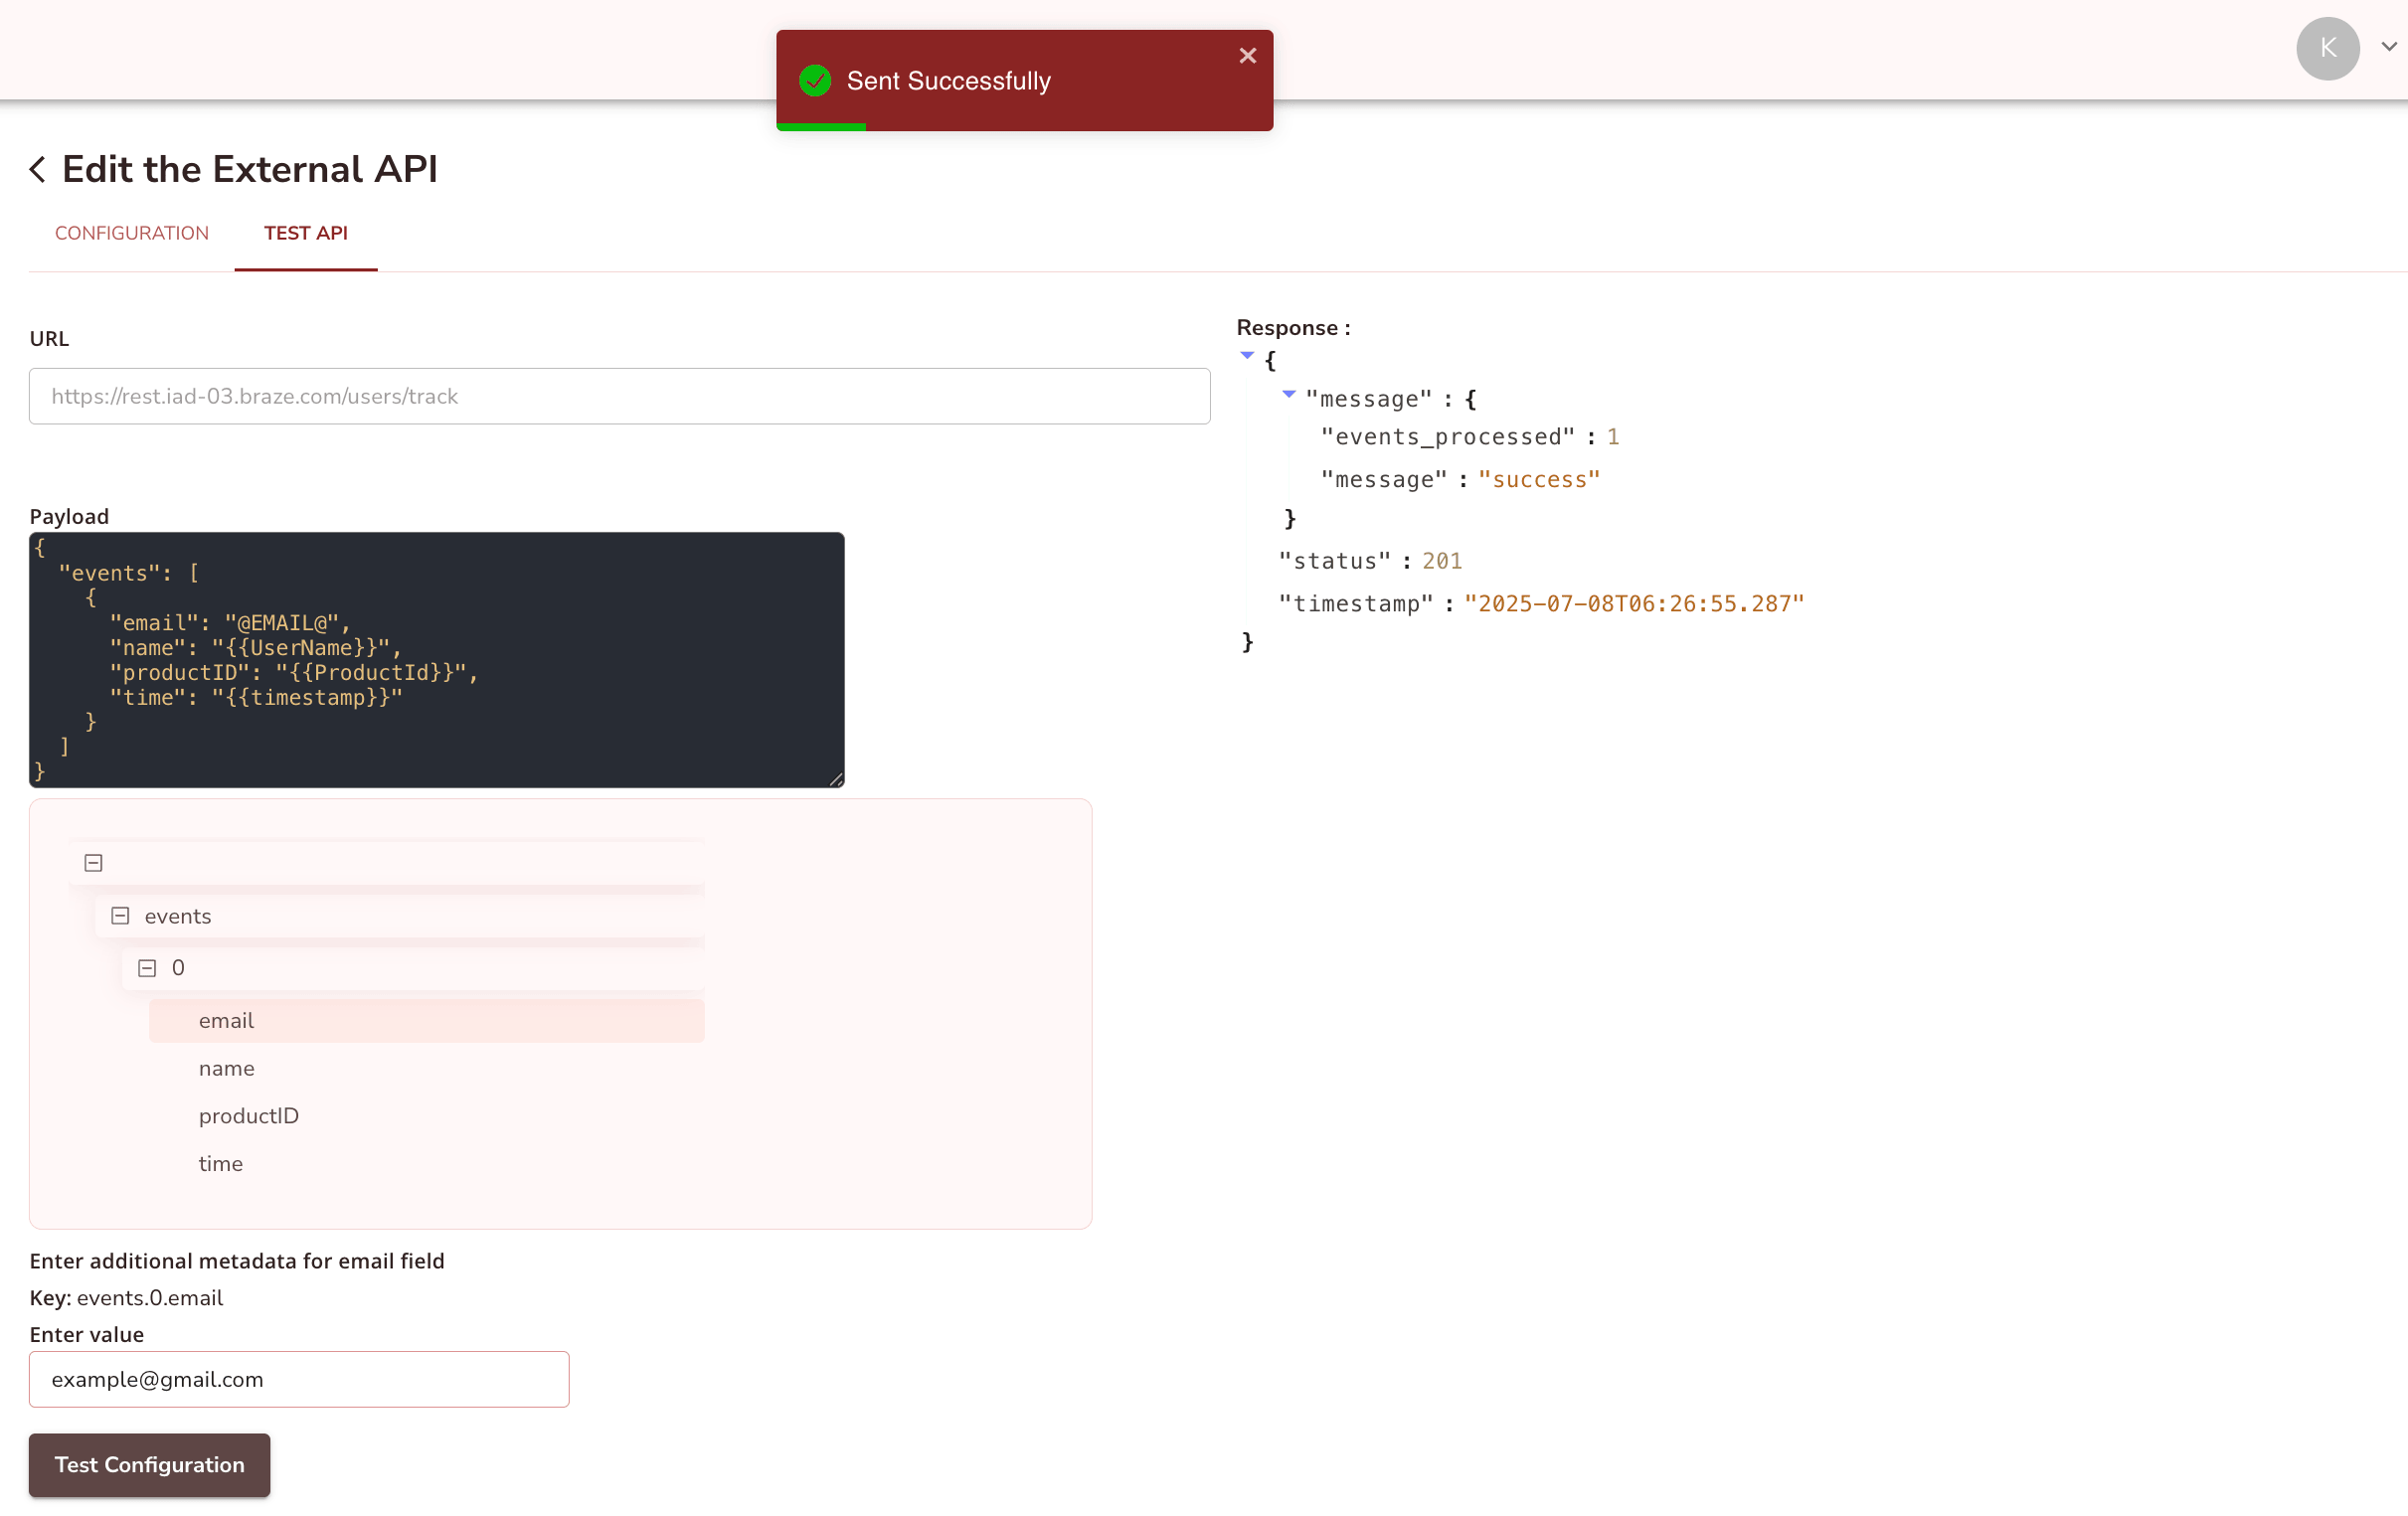 Sent Successfully
K
Edit the External API
CONFIGURATION
TEST API
URL
https://rest.iad-03.braze.com/users/track
Payload
{
  "events": [
    {
      "email": "@EMAIL@",
      "name": "{{UserName}}",
      "productID": "{{ProductId}}",
      "time": "{{timestamp}}"
    }
  ]
}
events
0
email
name
productID
time
Enter additional metadata for email field
Key: events.0.email
Enter value
example@gmail.com
Test Configuration
Response :
{
"message" : {
"events_processed" : 1
"message" : "success"
}
"status" : 201
"timestamp" : "2025-07-08T06:26:55.287"
}